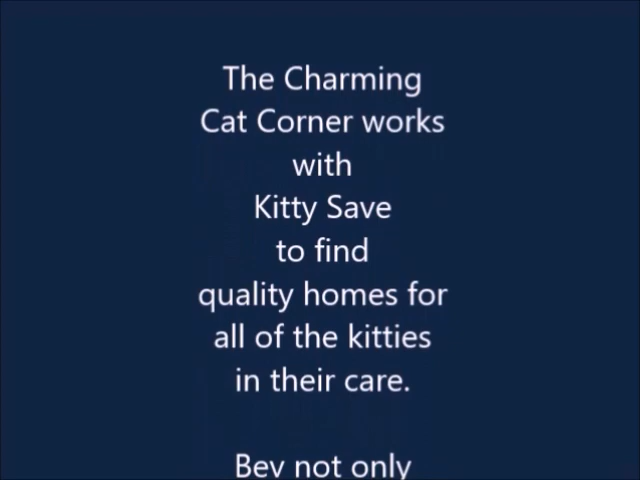 The Charming
Cat Corner works
with
Kitty Save
to find
quality homes for
all of the kitties
in their care.
Bev not only